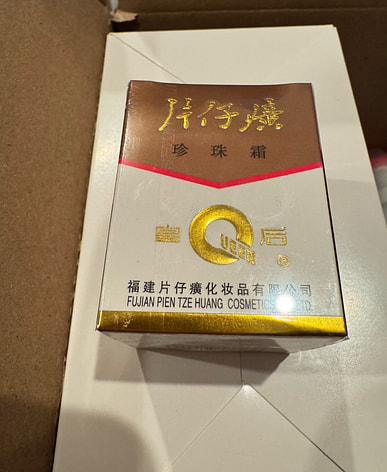 片仔癀
珍珠霜
皇 QUEEN 后 ®
福建片仔癀化妆品有限公司
FUJIAN PIEN TZE HUANG COSMETICS